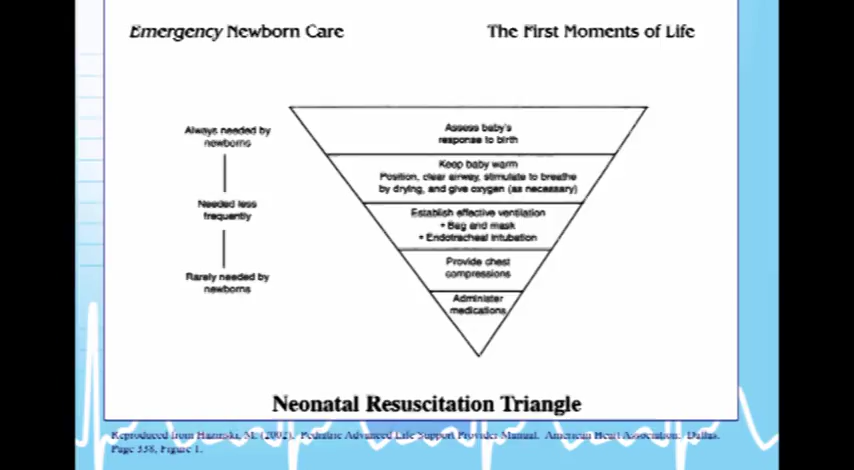 Emergency Newborn Care
The First Moments of Life
Always needed by
newborns
Needed less
frequently
Rarely needed by
newborns
Assess baby's
response to birth
Keep baby warm
Position, clear airway, stimulate to breathe
by drying, and give oxygen (as necessary)
Establish effective ventilation
• Bag and mask
• Endotracheal intubation
Provide chest
compressions
Administer
medications
Neonatal Resuscitation Triangle
Reproduced from Hazinski, M. (2002). Pediatric Advanced Life Support Provider Manual. American Heart Association: Dallas.
Page 338, Figure 1.